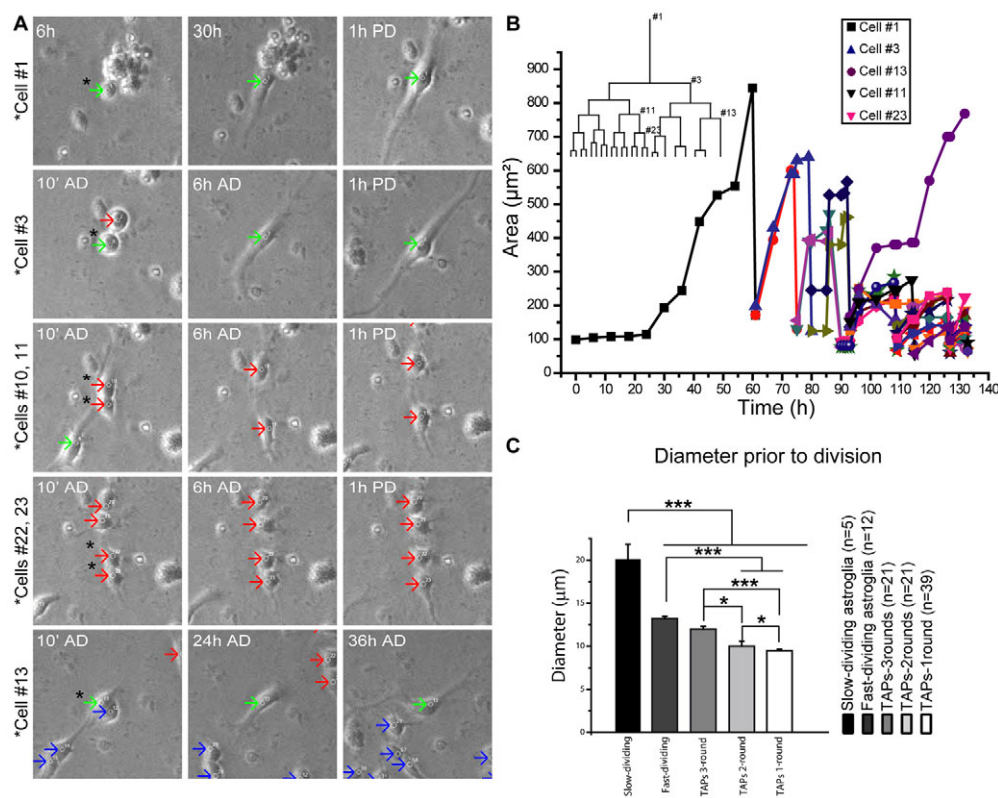 A
*Cell #1
6h
30h
1h PD
*
*Cell #3
10' AD
6h AD
1h PD
*
*Cells #10, 11
10' AD
6h AD
1h PD
*
*
*Cells #22, 23
10' AD
6h AD
1h PD
*
*
*Cell #13
10' AD
24h AD
36h AD
*
B
#1
#3
#11
#13
#23
Cell #1
Cell #3
Cell #13
Cell #11
Cell #23
Area (µm²)
900
800
700
600
500
400
300
200
100
0
0 10 20 30 40 50 60 70 80 90 100 110 120 130 140
Time (h)
C
Diameter prior to division
***
***
***
*
*
Diameter (µm)
20
15
10
5
0
Slow-dividing
Fast-dividing
TAPs 3-round
TAPs 2-round
TAPs 1-round
Slow-dividing astroglia (n=5)
Fast-dividing astroglia (n=12)
TAPs-3rounds (n=21)
TAPs-2rounds (n=21)
TAPs-1round (n=39)